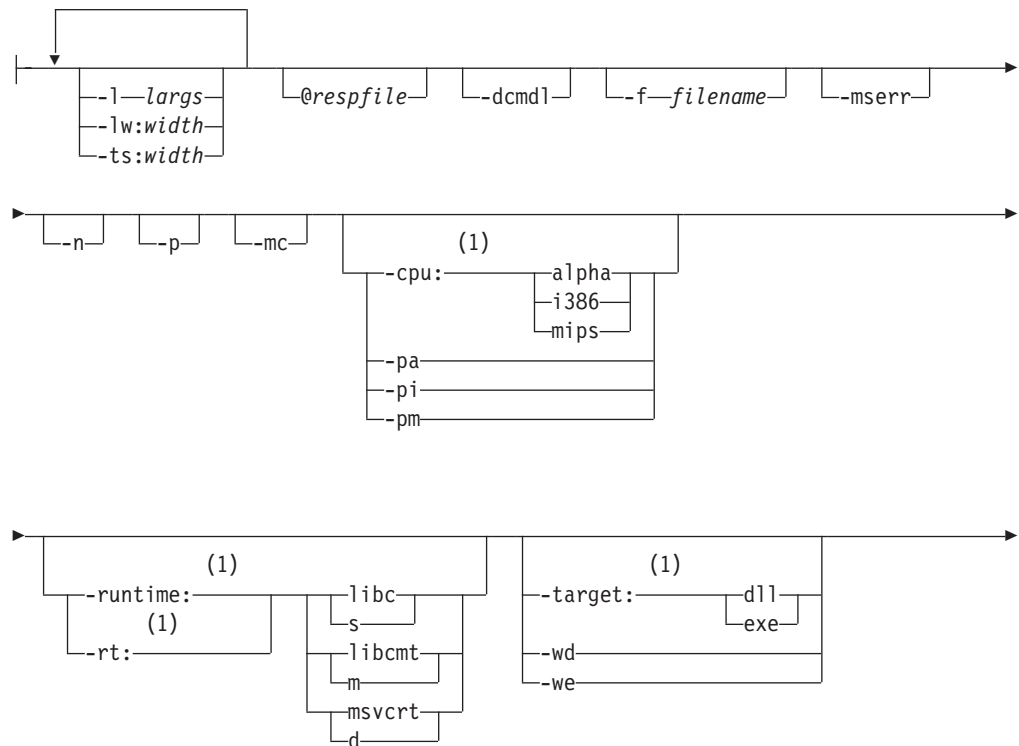 -l largs @respfile -dcmdl -f filename -mserr
-lw:width
-ts:width
-n -p -mc (1)
-cpu: alpha
i386
mips
-pa
-pi
-pm
(1) (1)
-runtime: libc -target: dll
(1) s exe
-rt: libcmt -wd
m -we
msvcrt
d